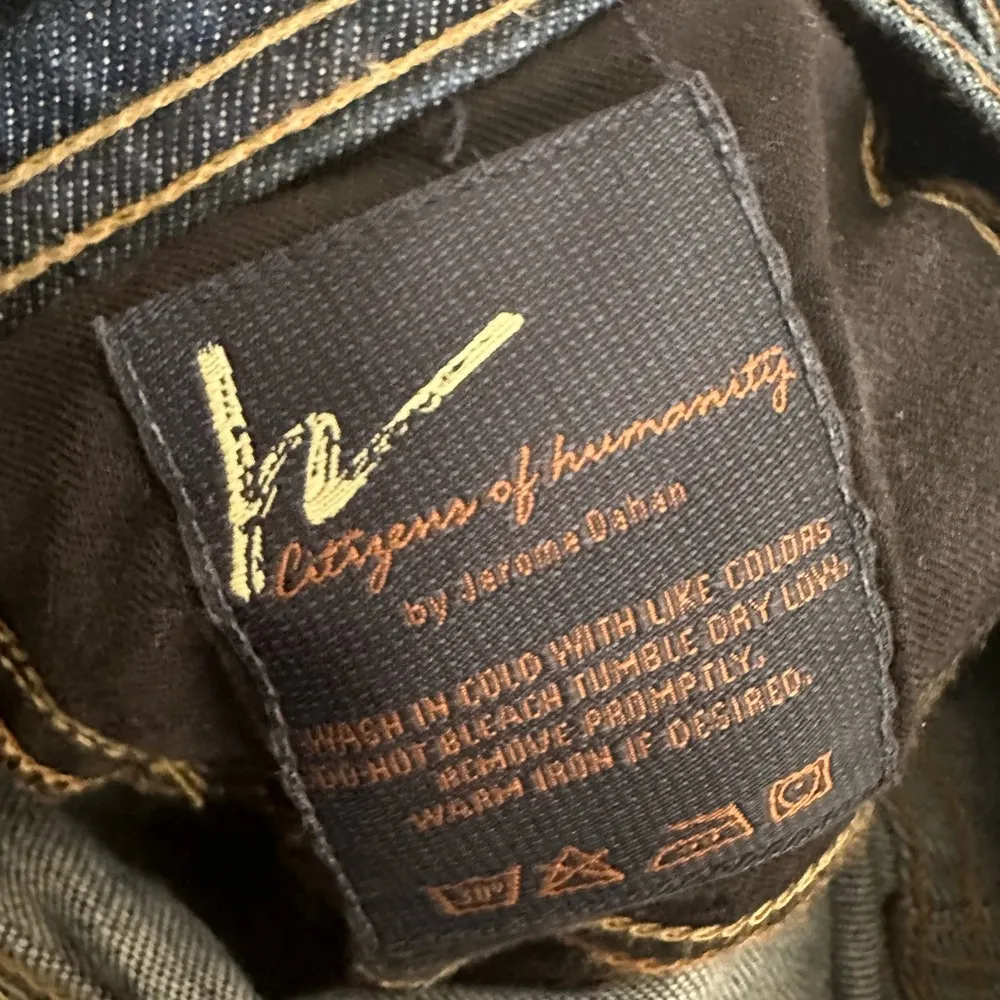 h
Citizens of humanity
by Jerome Dahan
WASH IN COLD WITH LIKE COLORS
DO NOT BLEACH TUMBLE DRY LOW.
REMOVE PROMPTLY.
WARM IRON IF DESIRED.
30°